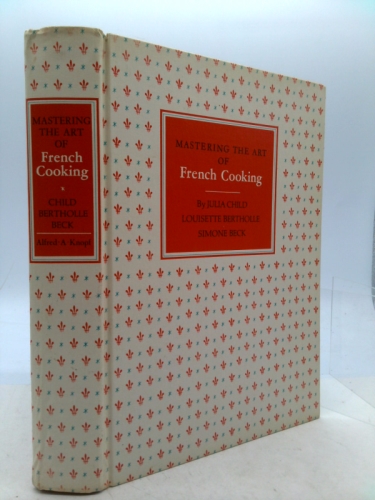 MASTERING
THE ART
OF
French
Cooking
CHILD
BERTHOLLE
BECK
Alfred A. Knopf
MASTERING THE ART
OF
French Cooking
By JULIA CHILD
LOUISETTE BERTHOLLE
SIMONE BECK